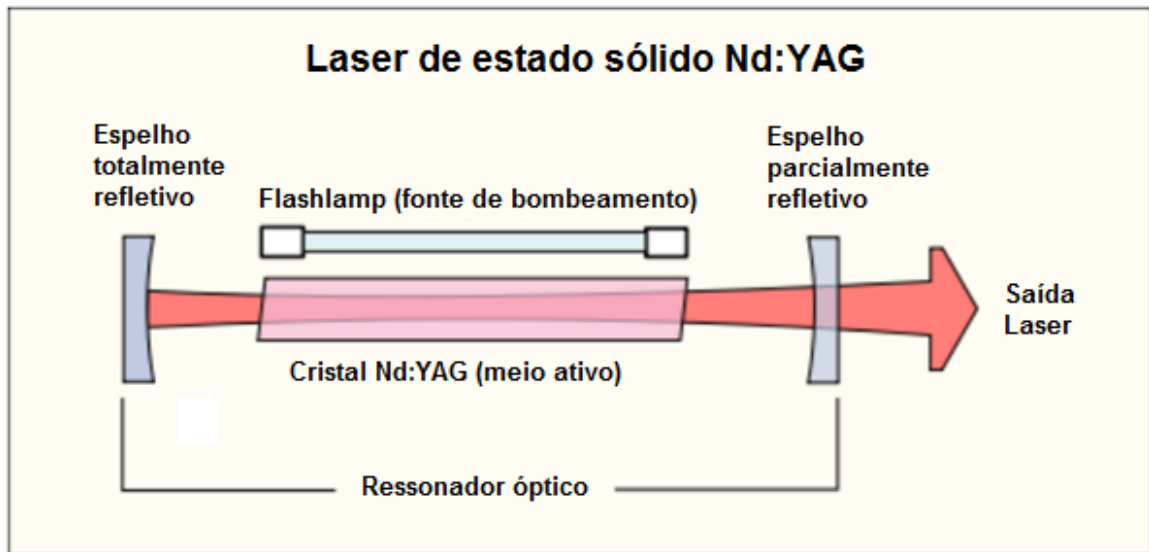 Laser de estado sólido Nd:YAG
Espelho
totalmente
refletivo
Flashlamp (fonte de bombeamento)
Espelho
parcialmente
refletivo
Saída
Laser
Cristal Nd:YAG (meio ativo)
Ressonador óptico